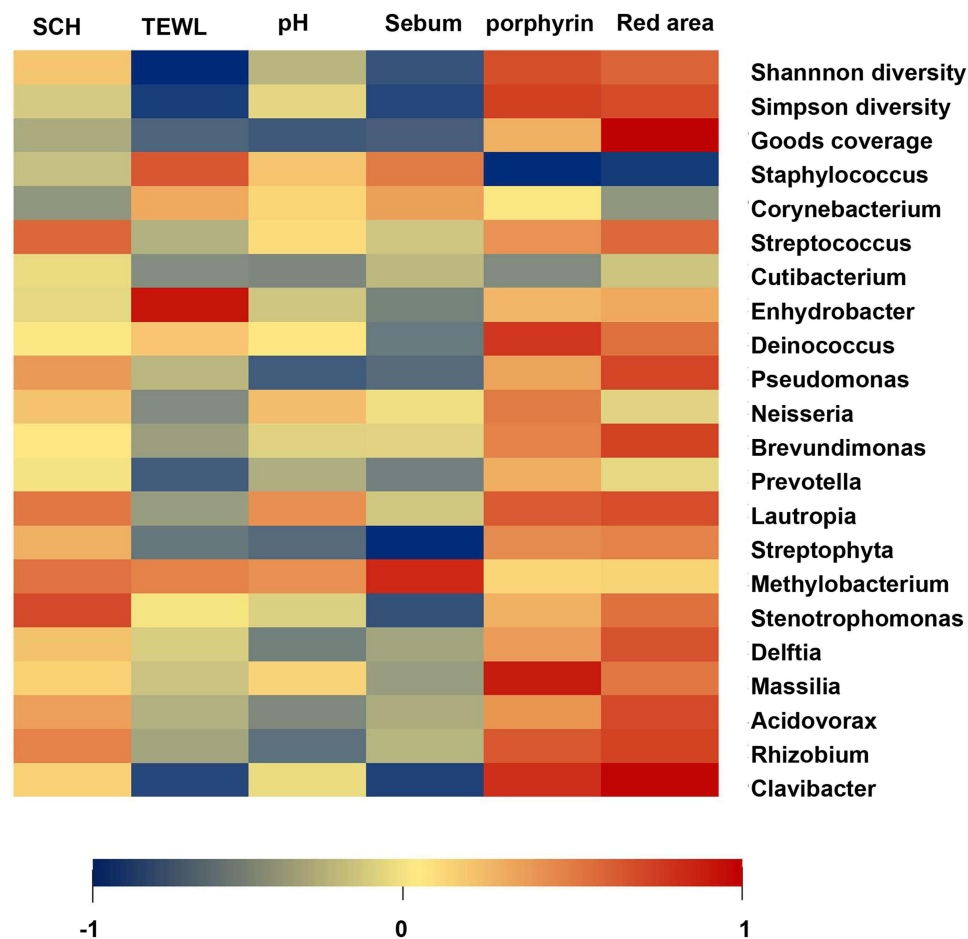 SCH TEWL pH Sebum porphyrin Red area
Shannnon diversity
Simpson diversity
Goods coverage
Staphylococcus
Corynebacterium
Streptococcus
Cutibacterium
Enhydrobacter
Deinococcus
Pseudomonas
Neisseria
Brevundimonas
Prevotella
Lautropia
Streptophyta
Methylobacterium
Stenotrophomonas
Delftia
Massilia
Acidovorax
Rhizobium
Clavibacter
-1 0 1